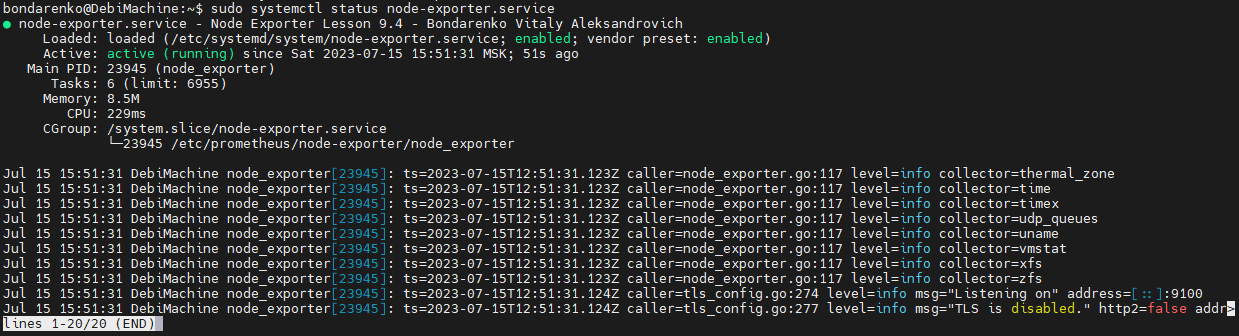 bondarenko@DebiMachine:~$ sudo systemctl status node-exporter.service
● node-exporter.service - Node Exporter Lesson 9.4 - Bondarenko Vitaly Aleksandrovich
Loaded: loaded (/etc/systemd/system/node-exporter.service; enabled; vendor preset: enabled)
Active: active (running) since Sat 2023-07-15 15:51:31 MSK; 51s ago
Main PID: 23945 (node_exporter)
Tasks: 6 (limit: 6955)
Memory: 8.5M
CPU: 229ms
CGroup: /system.slice/node-exporter.service
└─23945 /etc/prometheus/node-exporter/node_exporter
Jul 15 15:51:31 DebiMachine node_exporter[23945]: ts=2023-07-15T12:51:31.123Z caller=node_exporter.go:117 level=info collector=thermal_zone
Jul 15 15:51:31 DebiMachine node_exporter[23945]: ts=2023-07-15T12:51:31.123Z caller=node_exporter.go:117 level=info collector=time
Jul 15 15:51:31 DebiMachine node_exporter[23945]: ts=2023-07-15T12:51:31.123Z caller=node_exporter.go:117 level=info collector=timex
Jul 15 15:51:31 DebiMachine node_exporter[23945]: ts=2023-07-15T12:51:31.123Z caller=node_exporter.go:117 level=info collector=udp_queues
Jul 15 15:51:31 DebiMachine node_exporter[23945]: ts=2023-07-15T12:51:31.123Z caller=node_exporter.go:117 level=info collector=uname
Jul 15 15:51:31 DebiMachine node_exporter[23945]: ts=2023-07-15T12:51:31.123Z caller=node_exporter.go:117 level=info collector=vmstat
Jul 15 15:51:31 DebiMachine node_exporter[23945]: ts=2023-07-15T12:51:31.123Z caller=node_exporter.go:117 level=info collector=xfs
Jul 15 15:51:31 DebiMachine node_exporter[23945]: ts=2023-07-15T12:51:31.123Z caller=node_exporter.go:117 level=info collector=zfs
Jul 15 15:51:31 DebiMachine node_exporter[23945]: ts=2023-07-15T12:51:31.124Z caller=tls_config.go:274 level=info msg="Listening on" address=[::]:9100
Jul 15 15:51:31 DebiMachine node_exporter[23945]: ts=2023-07-15T12:51:31.124Z caller=tls_config.go:277 level=info msg="TLS is disabled." http2=false addr>
lines 1-20/20 (END)